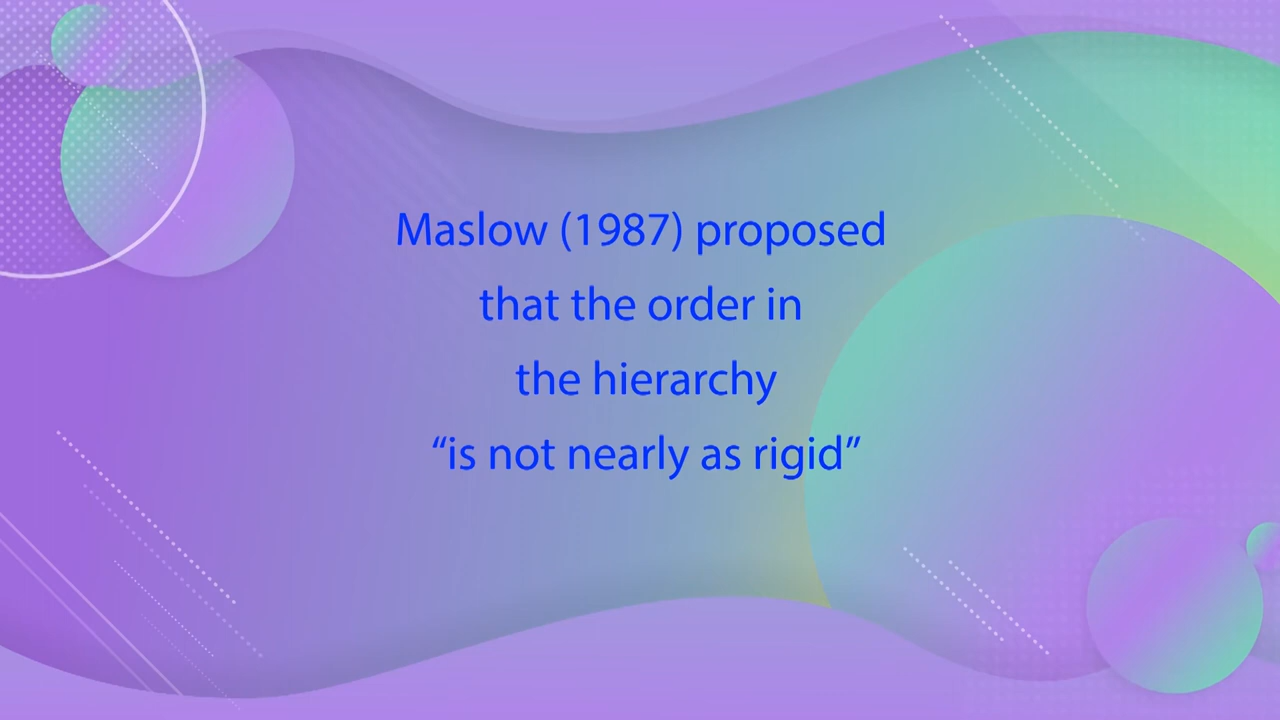 Maslow (1987) proposed
that the order in
the hierarchy
“is not nearly as rigid”